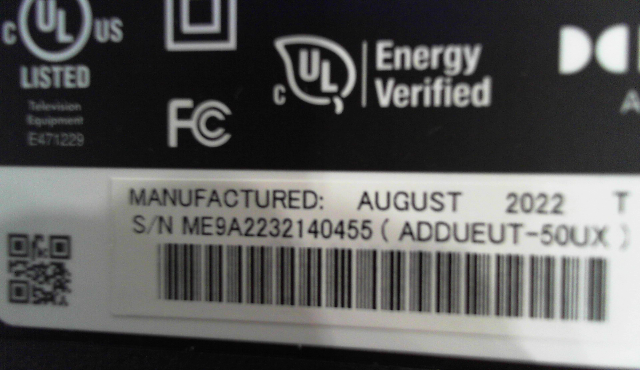 C UL US
LISTED
Television
Equipment
E471229
FC
C UL Energy
Verified
A
MANUFACTURED: AUGUST 2022 T
S/N ME9A2232140455 ( ADDUEUT-50UX )